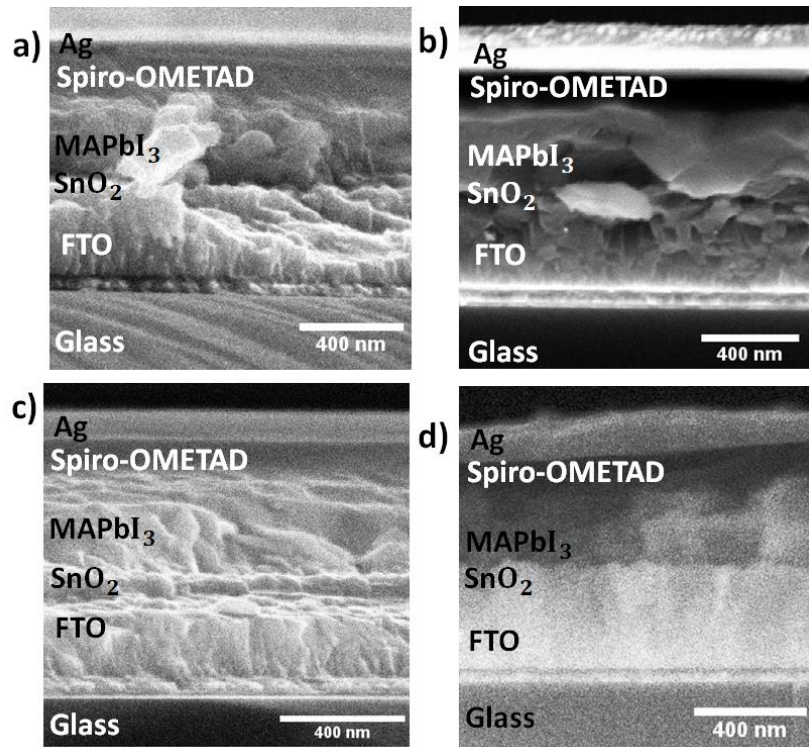 a)
Ag
Spiro-OMETAD
MAPbI₃
SnO₂
FTO
Glass
400 nm
b)
Ag
Spiro-OMETAD
MAPbI₃
SnO₂
FTO
Glass
400 nm
c)
Ag
Spiro-OMETAD
MAPbI₃
SnO₂
FTO
Glass
400 nm
d)
Ag
Spiro-OMETAD
MAPbI₃
SnO₂
FTO
Glass
400 nm